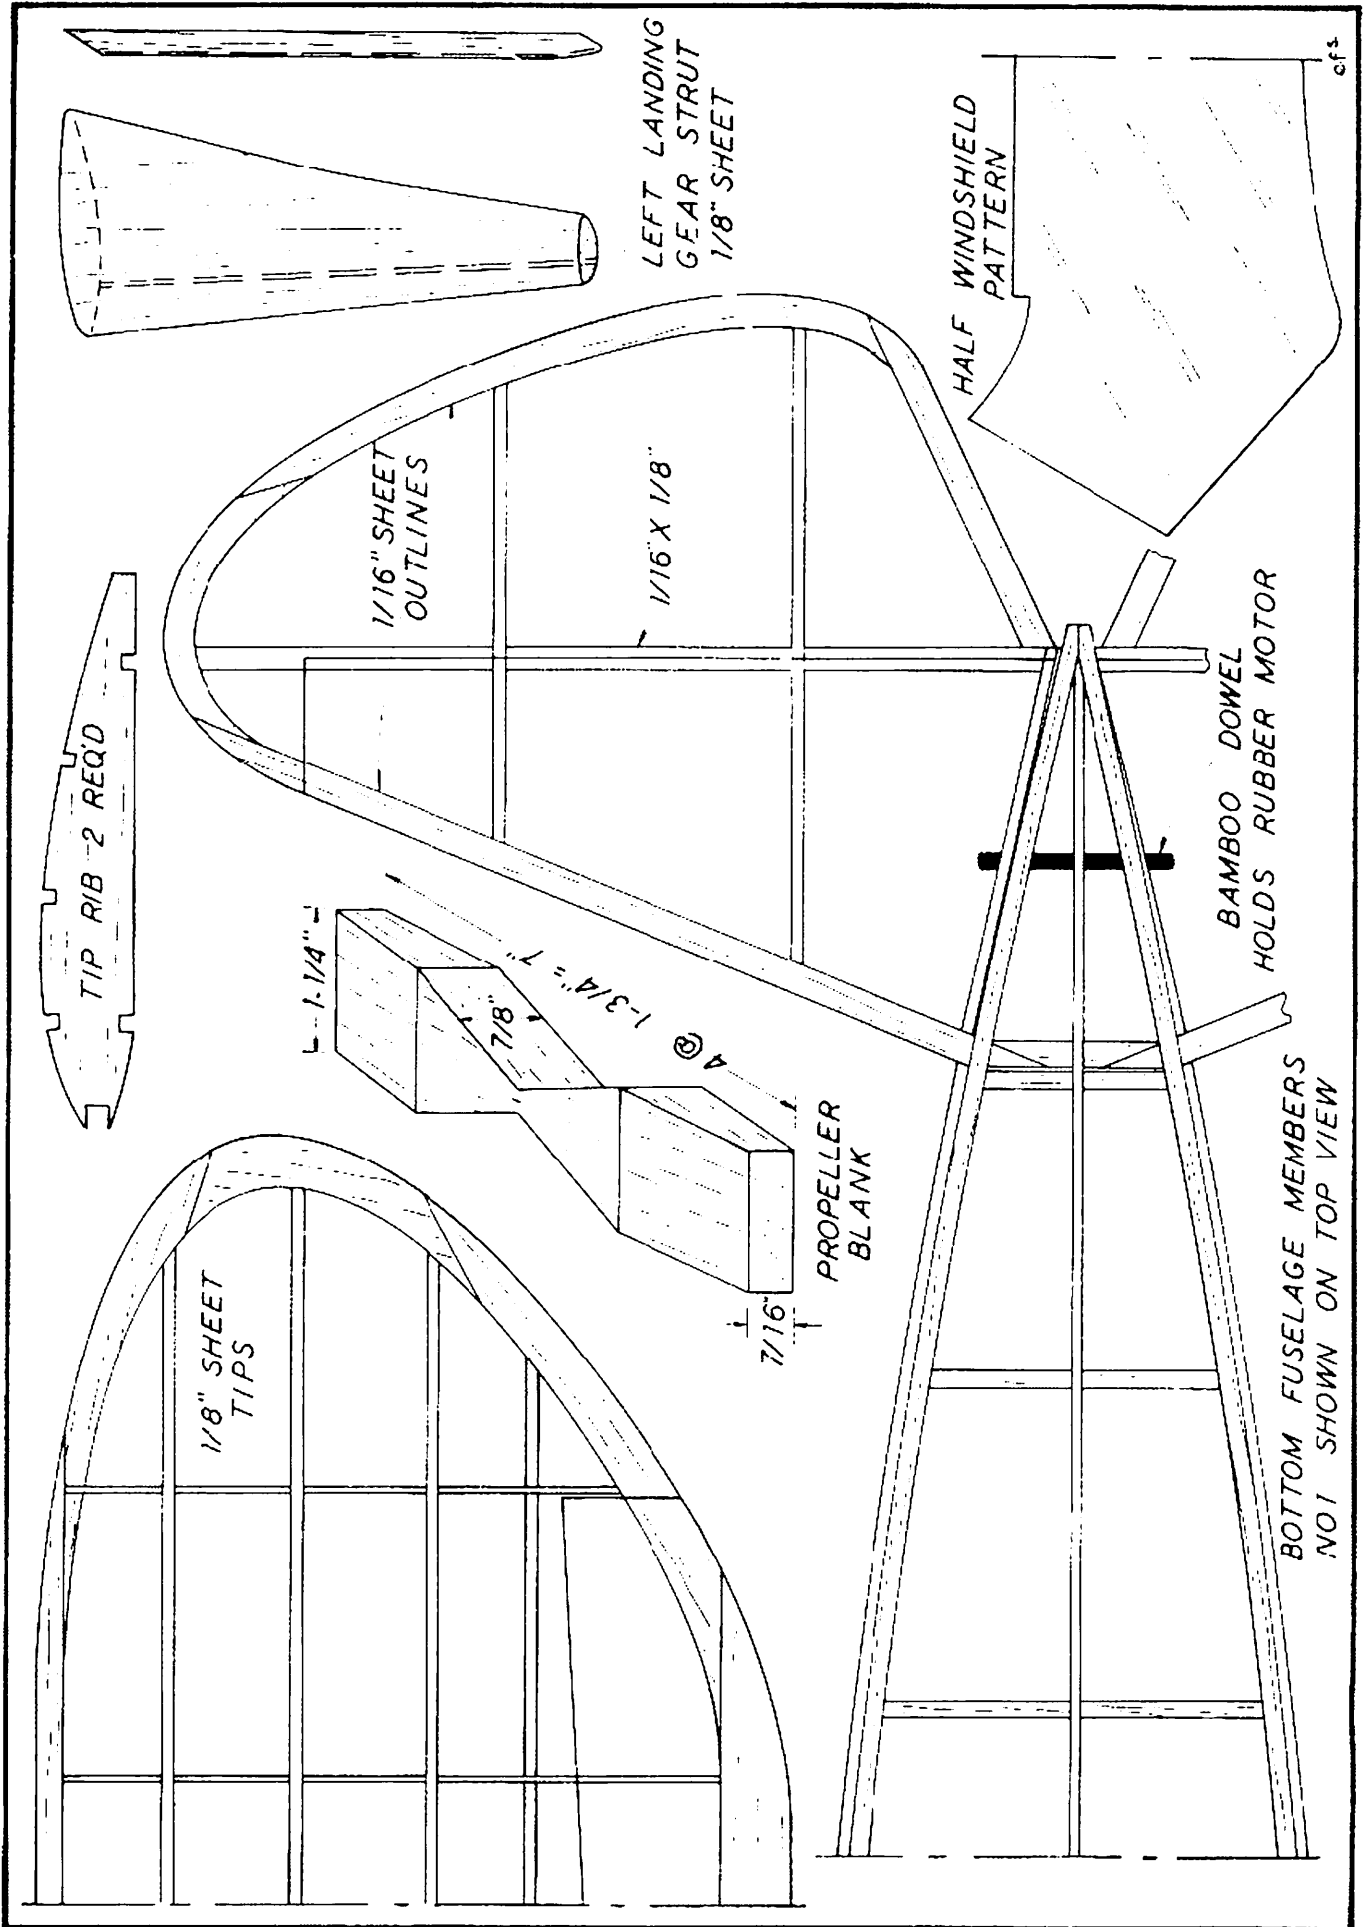 LEFT LANDING
GEAR STRUT
1/8" SHEET
HALF WINDSHIELD
PATTERN
cfs
TIP RIB-2 REQ'D
1/16" SHEET
OUTLINES
1/16" X 1/8"
1-1/4"
7/8"
4 @ 1-3/4" = 7"
7/16"
PROPELLER
BLANK
1/8" SHEET
TIPS
BAMBOO DOWEL
HOLDS RUBBER MOTOR
BOTTOM FUSELAGE MEMBERS
NOT SHOWN ON TOP VIEW